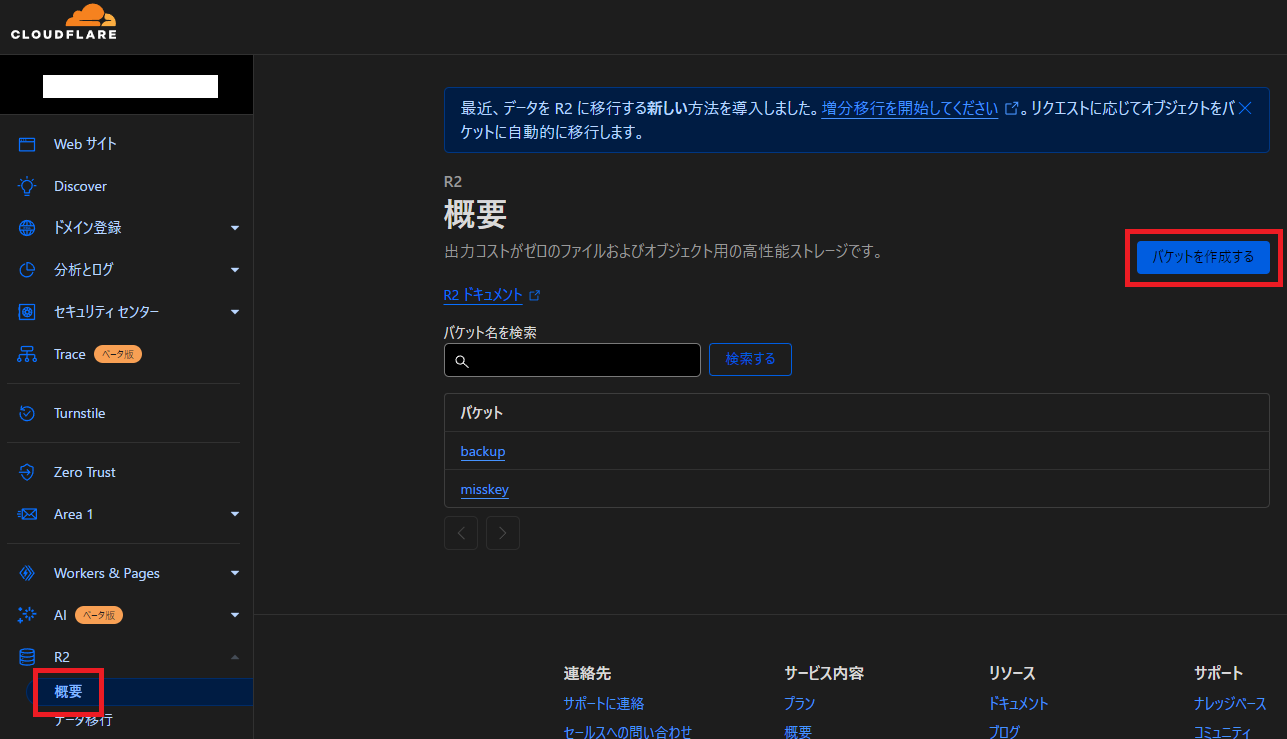 CLOUDFLARE
Web サイト
Discover
ドメイン登録
分析とログ
セキュリティ センター
Trace ベータ版
Turnstile
Zero Trust
Area 1
Workers & Pages
AI ベータ版
R2
概要
データ移行
最近、データを R2 に移行する新しい方法を導入しました。増分移行を開始してください。リクエストに応じてオブジェクトをバ
ケットに自動的に移行します。
R2
概要
出力コストがゼロのファイルおよびオブジェクト用の高性能ストレージです。
バケットを作成する
R2 ドキュメント
バケット名を検索
検索する
バケット
backup
misskey
連絡先
サポートに連絡
セールスへの問い合わせ
サービス内容
プラン
概要
リソース
ドキュメント
ブログ
サポート
ナレッジベース
コミュニティ